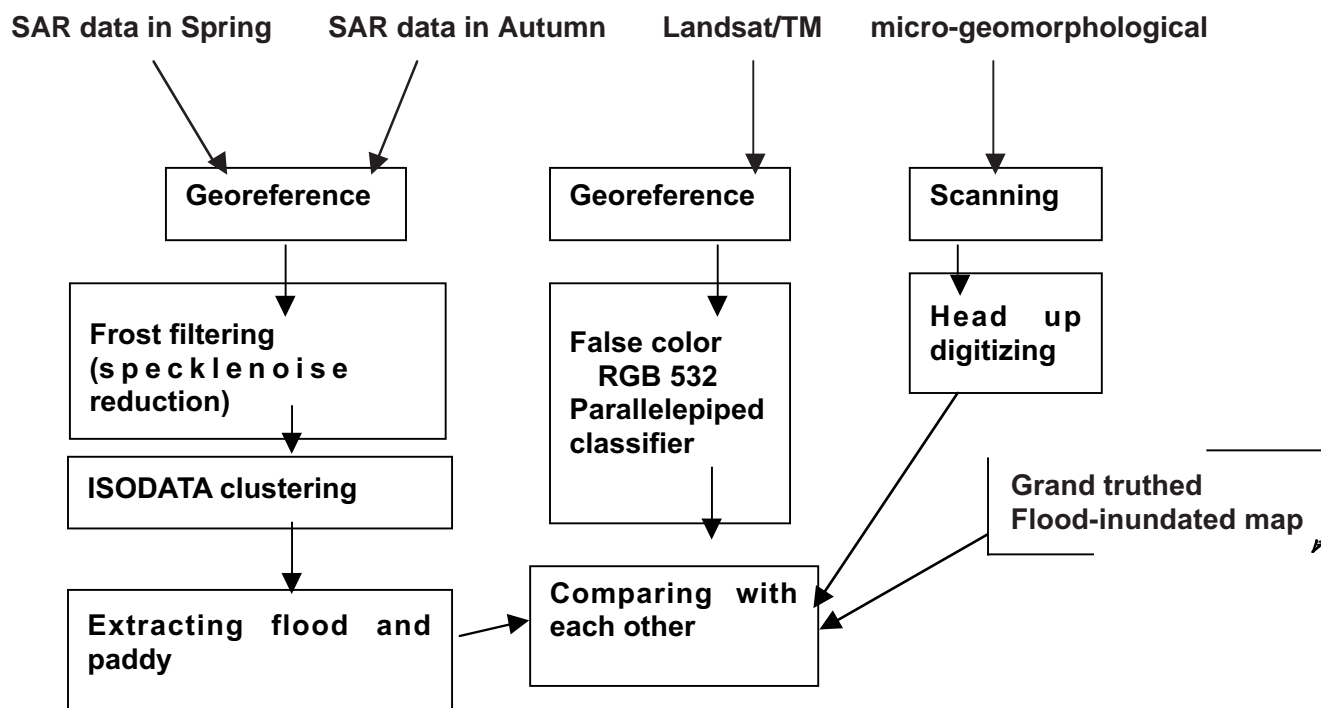 SAR data in Spring
SAR data in Autumn
Landsat/TM
micro-geomorphological
Georeference
Georeference
Scanning
Frost filtering
(specklenoise
reduction)
False color
RGB 532
Parallelepiped
classifier
Head up
digitizing
ISODATA clustering
Grand truthed
Flood-inundated map
Extracting flood and
paddy
Comparing with
each other